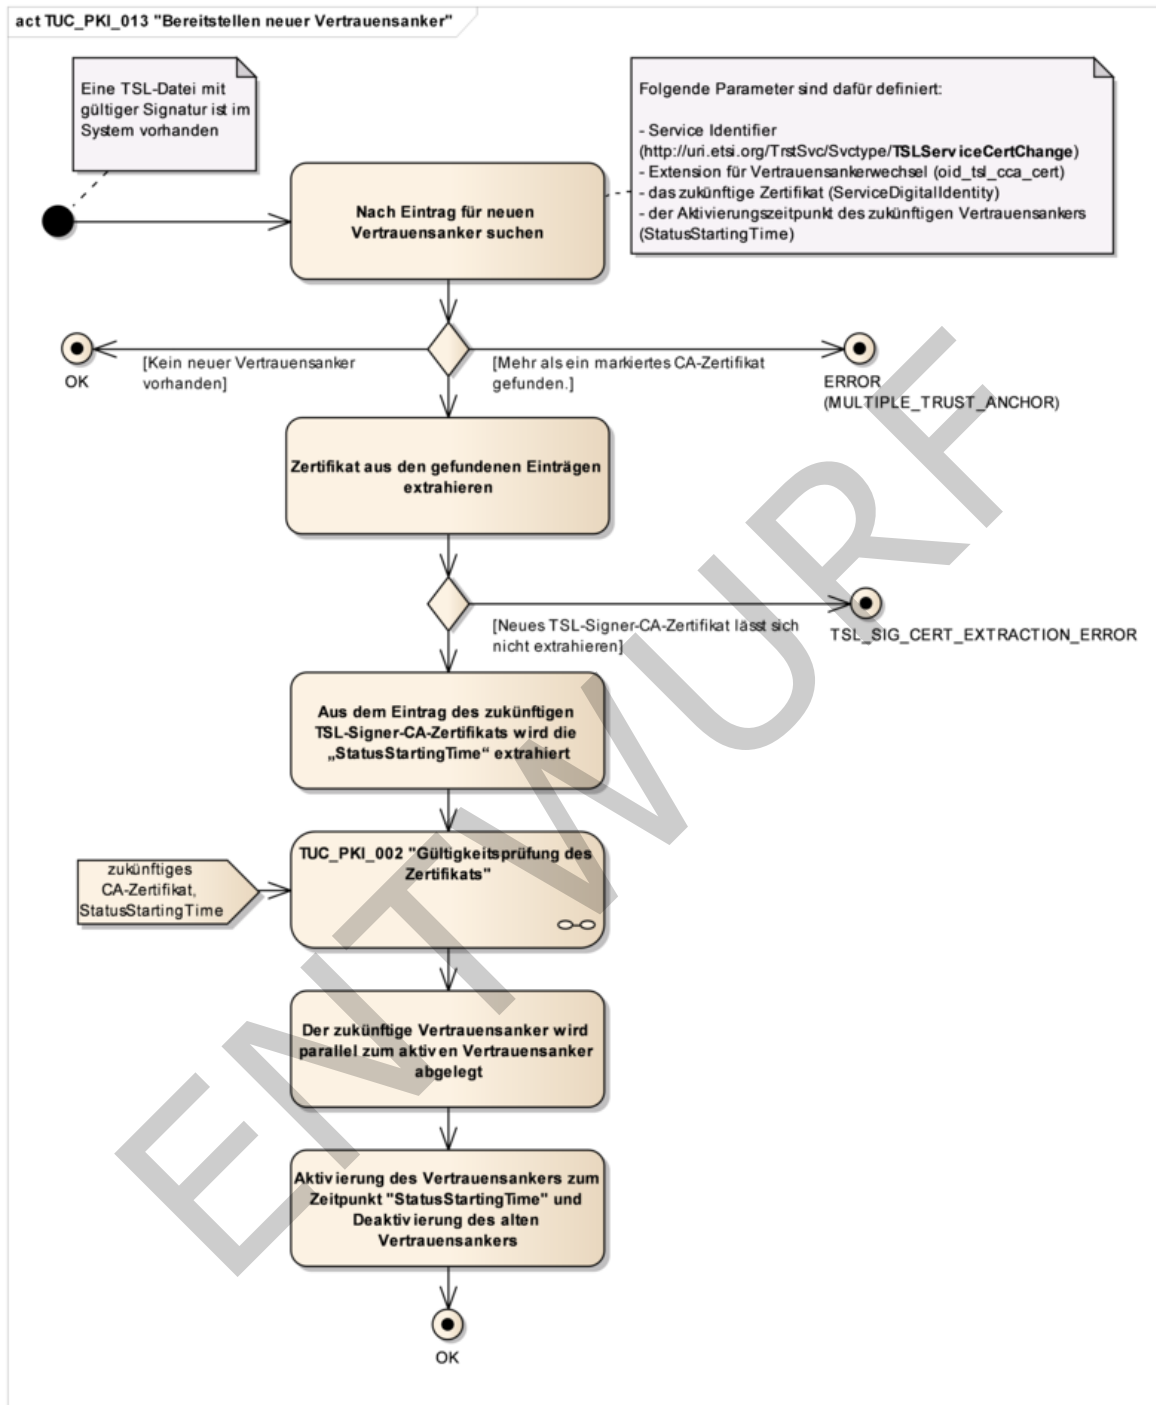 act TUC_PKI_013 "Bereitstellen neuer Vertrauensanker"
Eine TSL-Datei mit
gültiger Signatur ist im
System vorhanden
Folgende Parameter sind dafür definiert:
- Service Identifier
(http://uri.etsi.org/TrstSvc/Svctype/TSLServiceCertChange)
- Extension für Vertrauensankerwechsel (oid_tsl_cca_cert)
- das zukünftige Zertifikat (ServiceDigitalIdentity)
- der Aktivierungszeitpunkt des zukünftigen Vertrauensankers
(StatusStartingTime)
Nach Eintrag für neuen
Vertrauensanker suchen
[Kein neuer Vertrauensanker
vorhanden]
OK
[Mehr als ein markiertes CA-Zertifikat
gefunden.]
ERROR
(MULTIPLE_TRUST_ANCHOR)
Zertifikat aus den gefundenen Einträgen
extrahieren
[Neues TSL-Signer-CA-Zertifikat lässt sich
nicht extrahieren]
TSL_SIG_CERT_EXTRACTION_ERROR
Aus dem Eintrag des zukünftigen
TSL-Signer-CA-Zertifikats wird die
„StatusStartingTime“ extrahiert
zukünftiges
CA-Zertifikat,
StatusStartingTime
TUC_PKI_002 "Gültigkeitsprüfung des
Zertifikats"
Der zukünftige Vertrauensanker wird
parallel zum aktiven Vertrauensanker
abgelegt
Aktivierung des Vertrauensankers zum
Zeitpunkt "StatusStartingTime" und
Deaktivierung des alten
Vertrauensankers
OK
ENTWURF